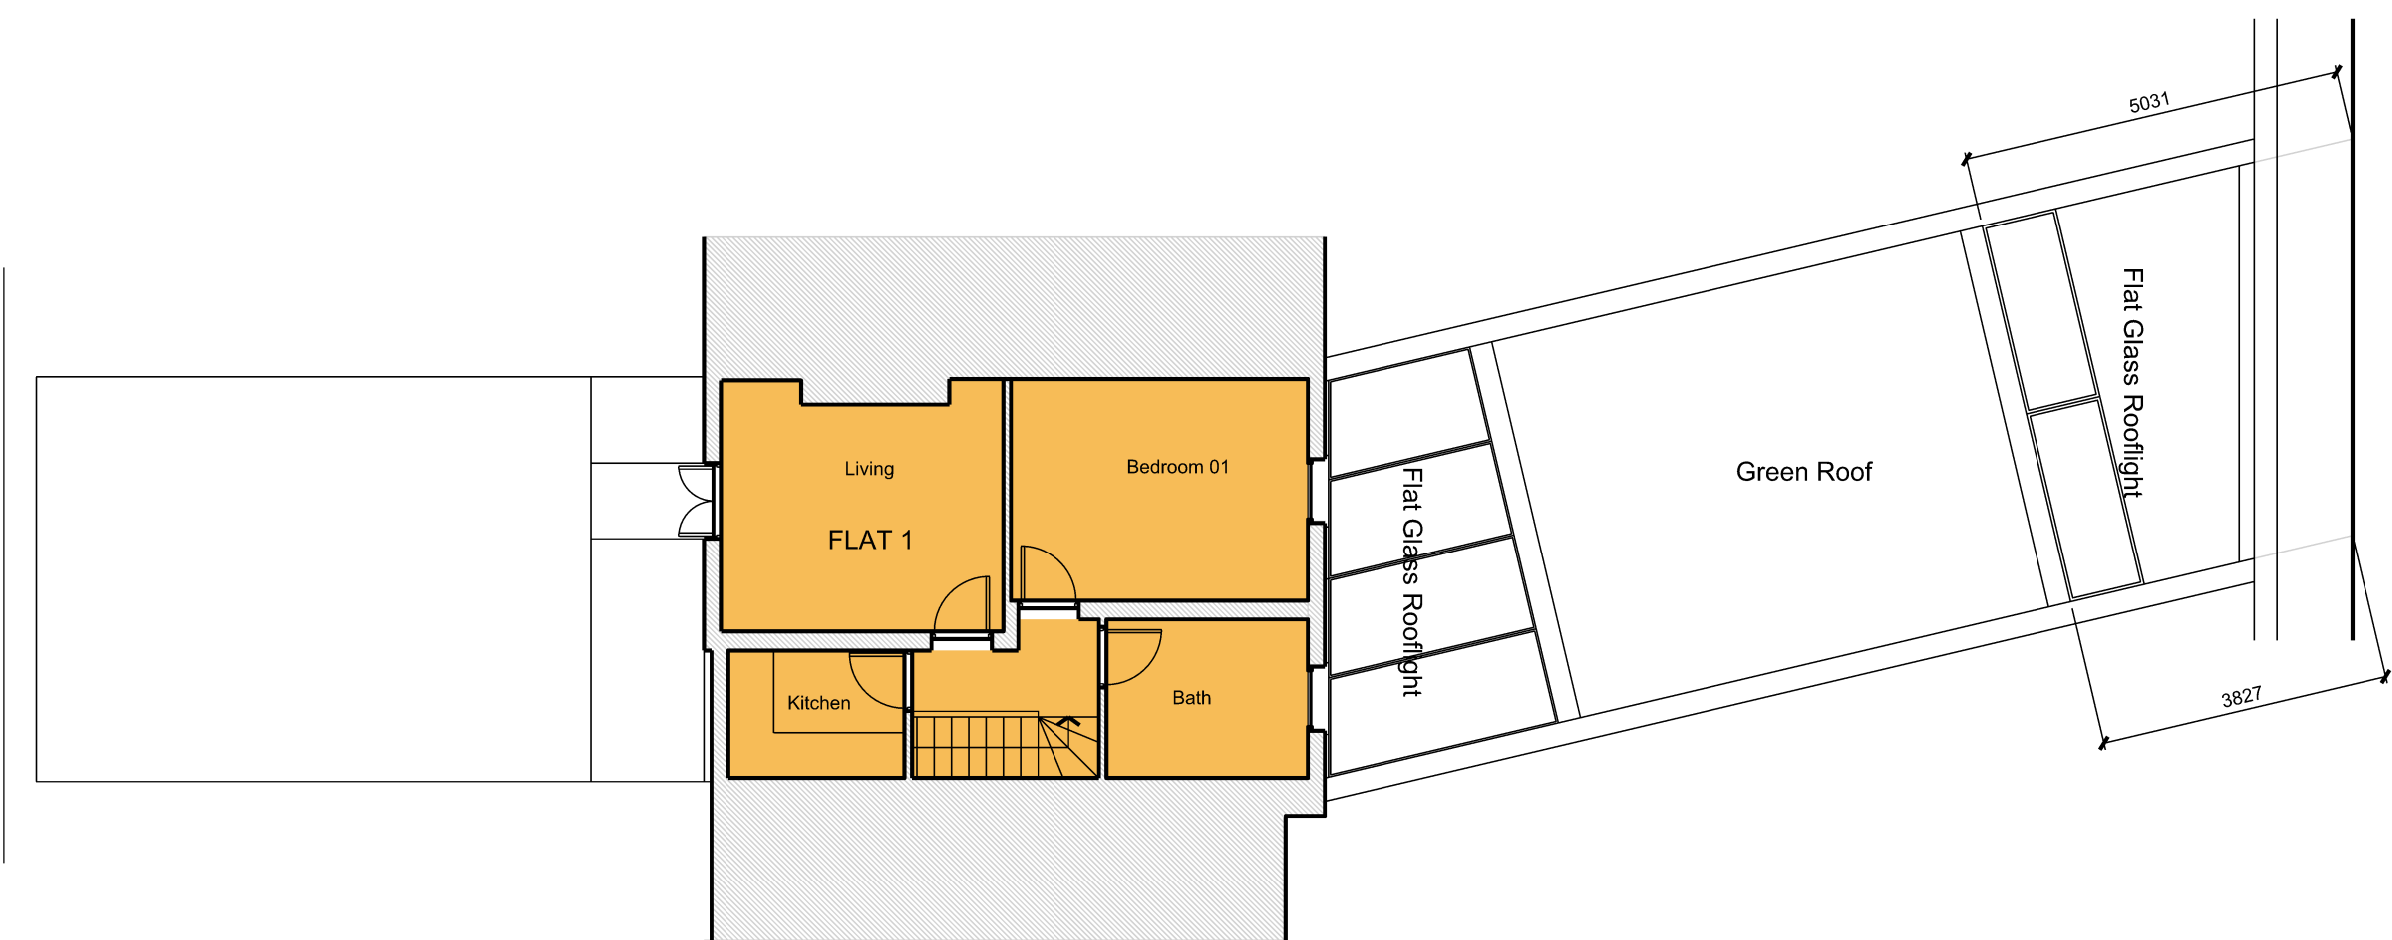 5031
Flat Glass Rooflight
Living
Bedroom 01
Green Roof
FLAT 1
Flat Glass Rooflight
Kitchen
Bath
3827